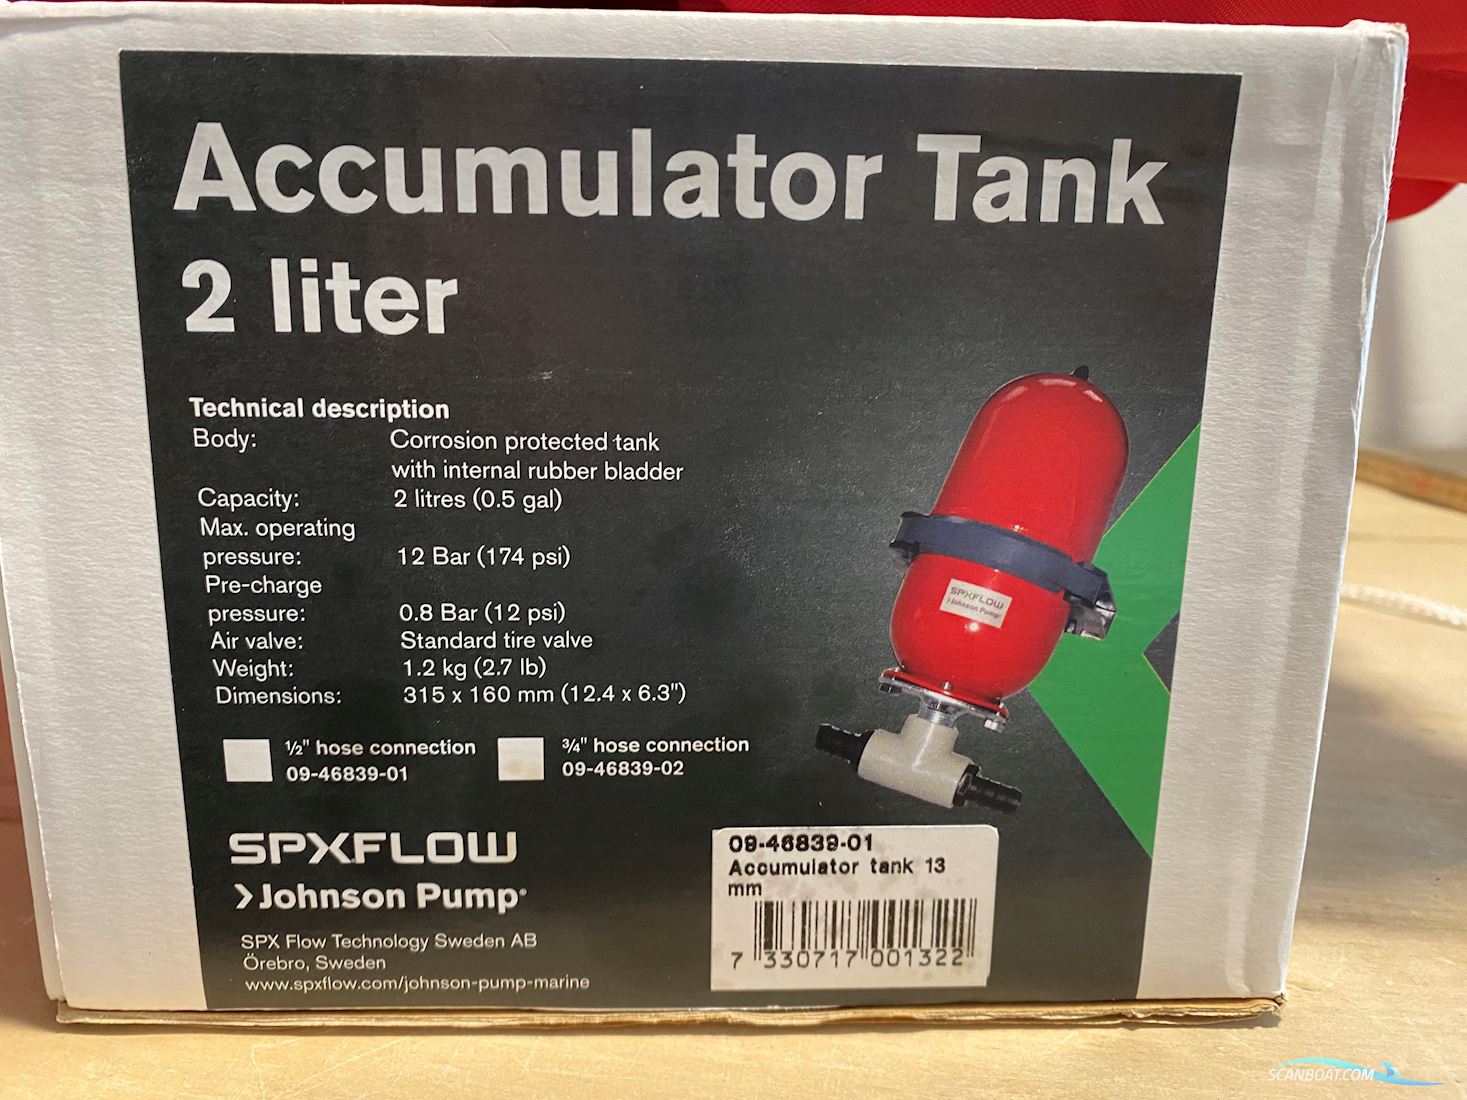 Accumulator Tank
2 liter
Technical description
Body: Corrosion protected tank
with internal rubber bladder
Capacity: 2 litres (0.5 gal)
Max. operating
pressure: 12 Bar (174 psi)
Pre-charge
pressure: 0.8 Bar (12 psi)
Air valve: Standard tire valve
Weight: 1.2 kg (2.7 lb)
Dimensions: 315 x 160 mm (12.4 x 6.3")
½" hose connection
09-46839-01
¾" hose connection
09-46839-02
SPXFLOW
Johnson Pump
SPXFLOW
Johnson Pump®
SPX Flow Technology Sweden AB
Örebro, Sweden
www.spxflow.com/johnson-pump-marine
09-46839-01
Accumulator tank 13
mm
7 330717 001322
SCANBOAT.COM